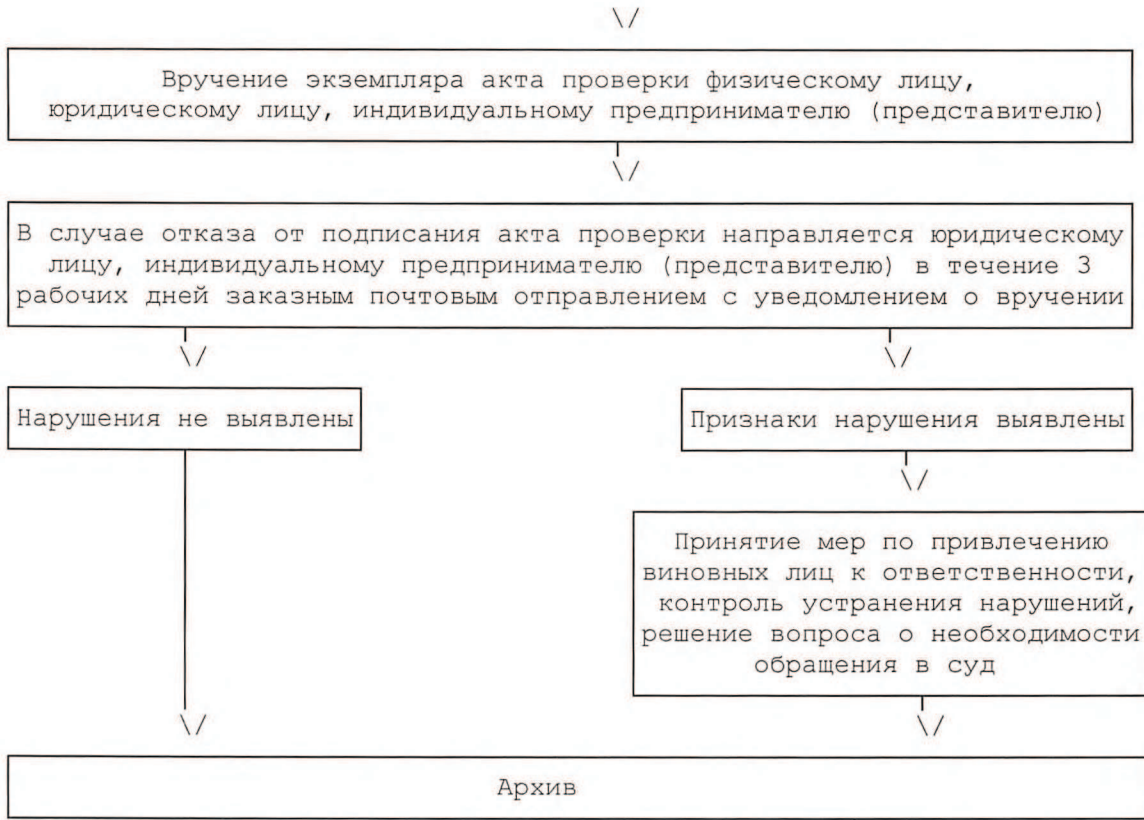 \/
Вручение экземпляра акта проверки физическому лицу,
юридическому лицу, индивидуальному предпринимателю (представителю)
\/
В случае отказа от подписания акта проверки направляется юридическому
лицу, индивидуальному предпринимателю (представителю) в течение 3
рабочих дней заказным почтовым отправлением с уведомлением о вручении
\/ \/
Нарушения не выявлены
Признаки нарушения выявлены
\/
Принятие мер по привлечению
виновных лиц к ответственности,
контроль устранения нарушений,
решение вопроса о необходимости
обращения в суд
\/ \/
Архив